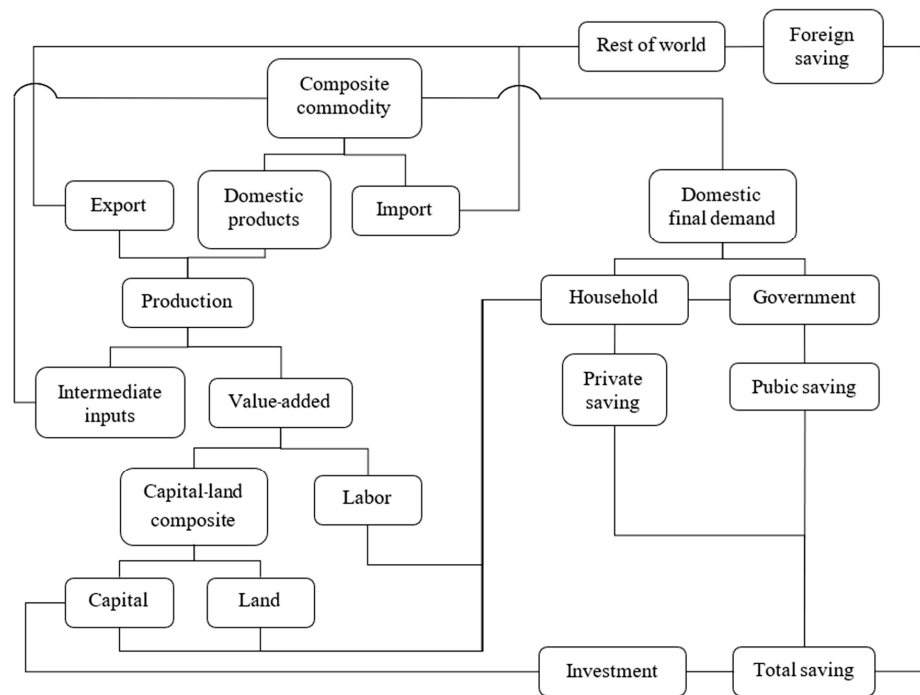 Rest of world
Foreign
saving
Composite
commodity
Export
Domestic
products
Import
Domestic
final demand
Production
Household
Government
Intermediate
inputs
Value-added
Private
saving
Pubic saving
Capital-land
composite
Labor
Capital
Land
Investment
Total saving